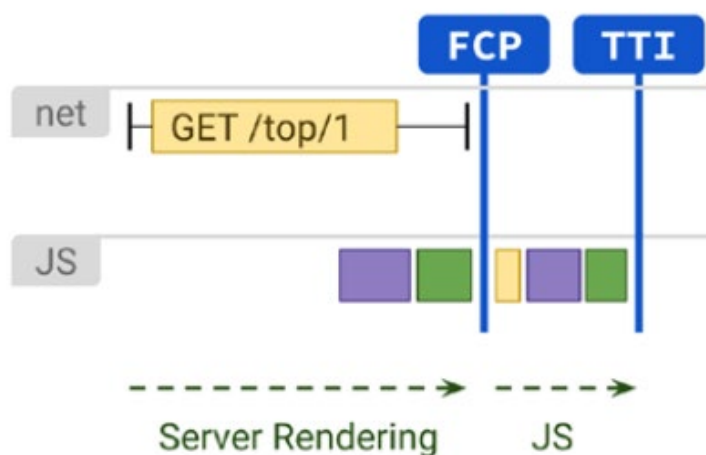 FCP TTI
net
GET /top/1
JS
Server Rendering JS